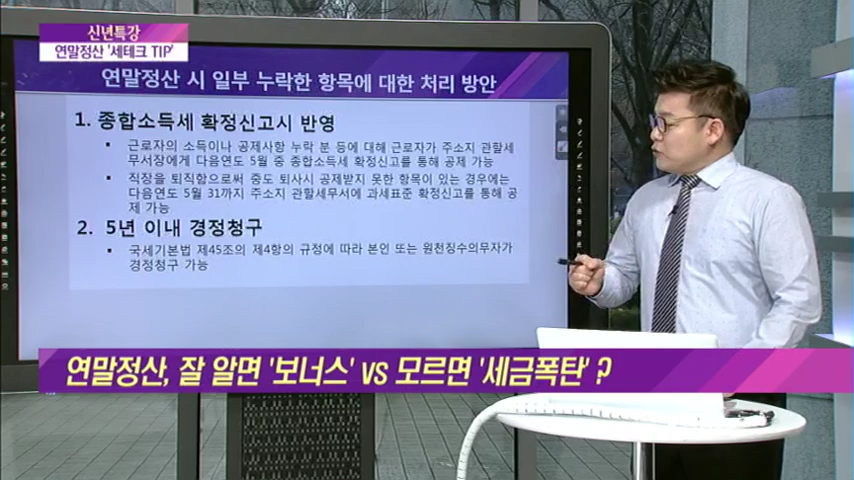 신년특강
연말정산 '세테크 TIP'
연말정산 시 일부 누락한 항목에 대한 처리 방안
1. 종합소득세 확정신고시 반영
▪ 근로자의 소득이나 공제사항 누락 분 등에 대해 근로자가 주소지 관할세
무서장에게 다음연도 5월 중 종합소득세 확정신고를 통해 공제 가능
▪ 직장을 퇴직함으로써 중도 퇴사시 공제받지 못한 항목이 있는 경우에는
다음연도 5월 31까지 주소지 관할세무서에 과세표준 확정신고를 통해 공
제 가능
2. 5년 이내 경정청구
▪ 국세기본법 제45조의 제4항의 규정에 따라 본인 또는 원천징수의무자가
경정청구 가능
연말정산, 잘 알면 '보너스' vs 모르면 '세금폭탄' ?